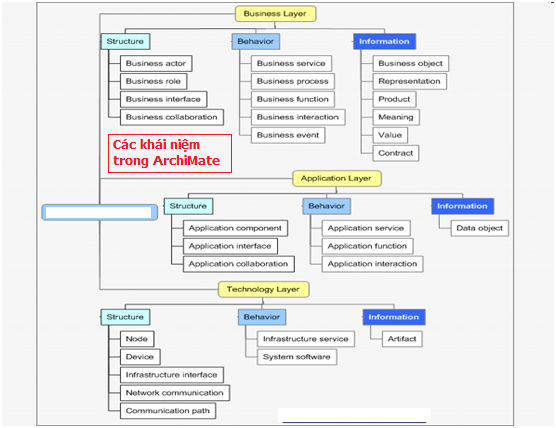 Business Layer
Structure
Business actor
Business role
Business interface
Business collaboration
Behavior
Business service
Business process
Business function
Business interaction
Business event
Information
Business object
Representation
Product
Meaning
Value
Contract
Các khái niệm
trong ArchiMate
Application Layer
Structure
Application component
Application interface
Application collaboration
Behavior
Application service
Application function
Application interaction
Information
Data object
Technology Layer
Structure
Node
Device
Infrastructure interface
Network communication
Communication path
Behavior
Infrastructure service
System software
Information
Artifact